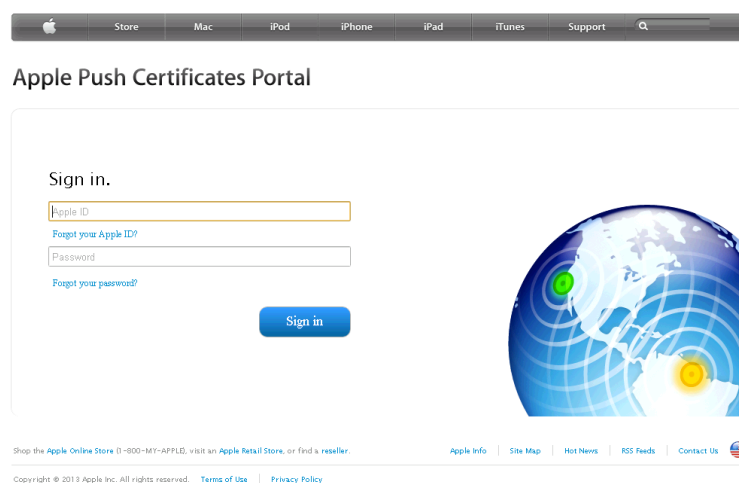 Store Mac iPod iPhone iPad iTunes Support
Apple Push Certificates Portal
Sign in.
Apple ID
Forgot your Apple ID?
Password
Forgot your password?
Sign in
Shop the Apple Online Store (1-800-MY-APPLE), visit an Apple Retail Store, or find a reseller. Apple Info Site Map Hot News RSS Feeds Contact Us
Copyright © 2013 Apple Inc. All rights reserved. Terms of Use Privacy Policy